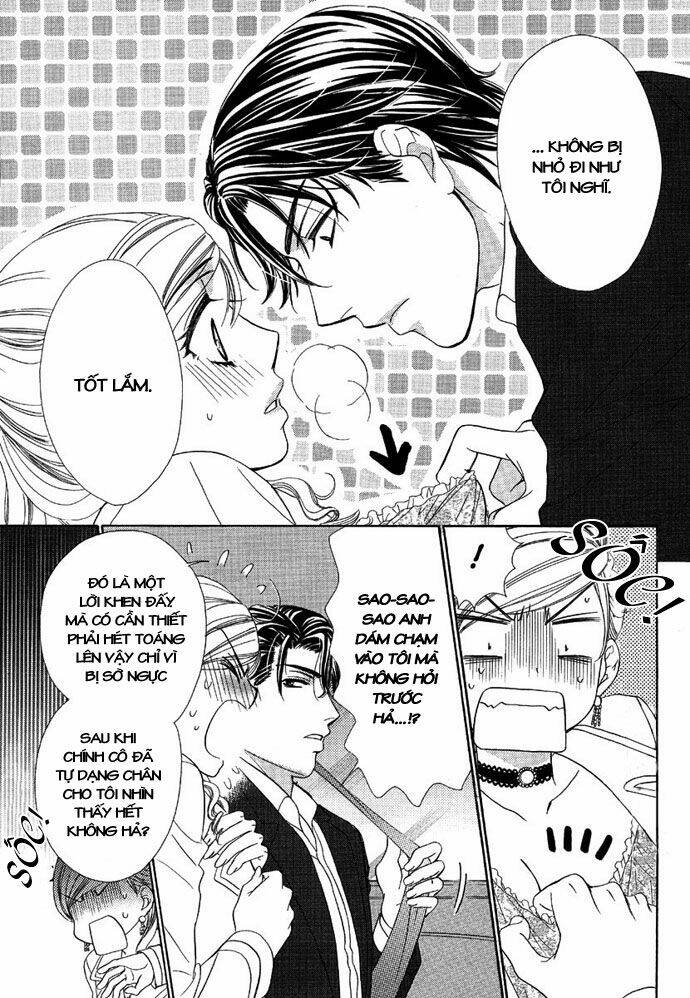 ... KHÔNG BỊ
NHỎ ĐI NHƯ
TÔI NGHĨ.
TỐT LẮM.
!
SỐC!
SAO-SAO-
SAO ANH
DÁM CHẠM
VÀO TÔI MÀ
KHÔNG HỎI
TRƯỚC
HẢ...!?
ĐÓ LÀ MỘT
LỜI KHEN ĐẤY
MÀ CÓ CẦN THIẾT
PHẢI HÉT TOÁNG
LÊN VẬY CHỈ VÌ
BỊ SỜ NGỰC
SAU KHI
CHÍNH CÔ ĐÃ
TỰ DẠNG CHÂN
CHO TÔI NHÌN
THẤY HẾT
KHÔNG HẢ?
SỐC!